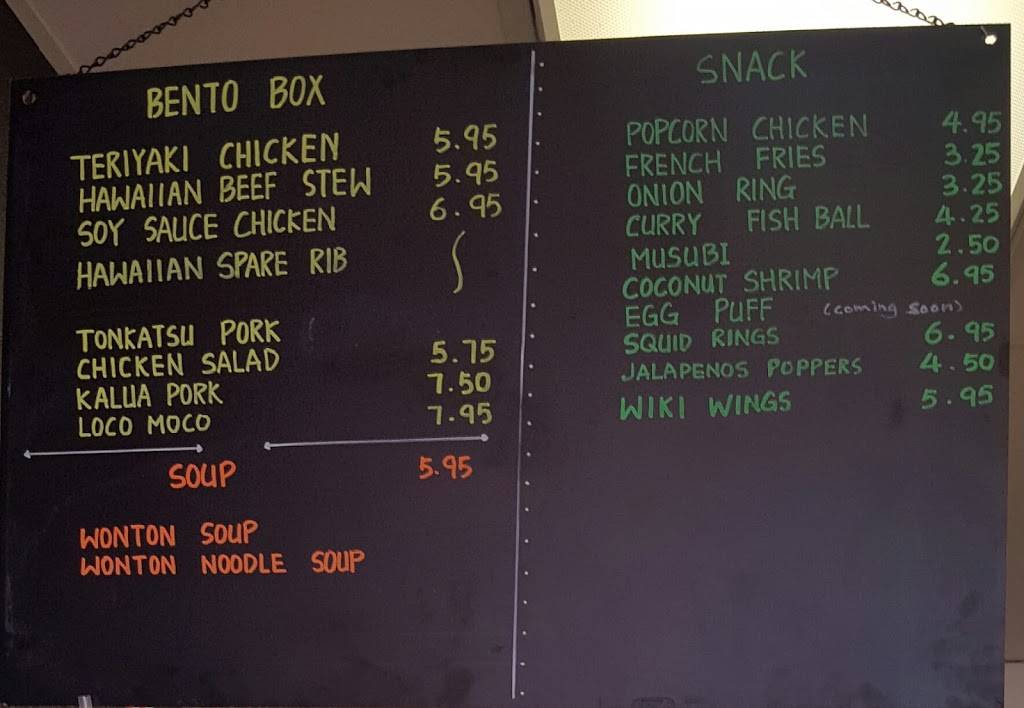 BENTO BOX
TERIYAKI CHICKEN 5.95
HAWAIIAN BEEF STEW 5.95
SOY SAUCE CHICKEN 6.95
HAWAIIAN SPARE RIB
TONKATSU PORK
CHICKEN SALAD 5.75
KALUA PORK 7.50
LOCO MOCO 7.95
SOUP 5.95
WONTON SOUP
WONTON NOODLE SOUP
SNACK
POPCORN CHICKEN 4.95
FRENCH FRIES 3.25
ONION RING 3.25
CURRY FISH BALL 4.25
MUSUBI 2.50
COCONUT SHRIMP 6.95
EGG PUFF (coming soon)
SQUID RINGS 6.95
JALAPENOS POPPERS 4.50
WIKI WINGS 5.95